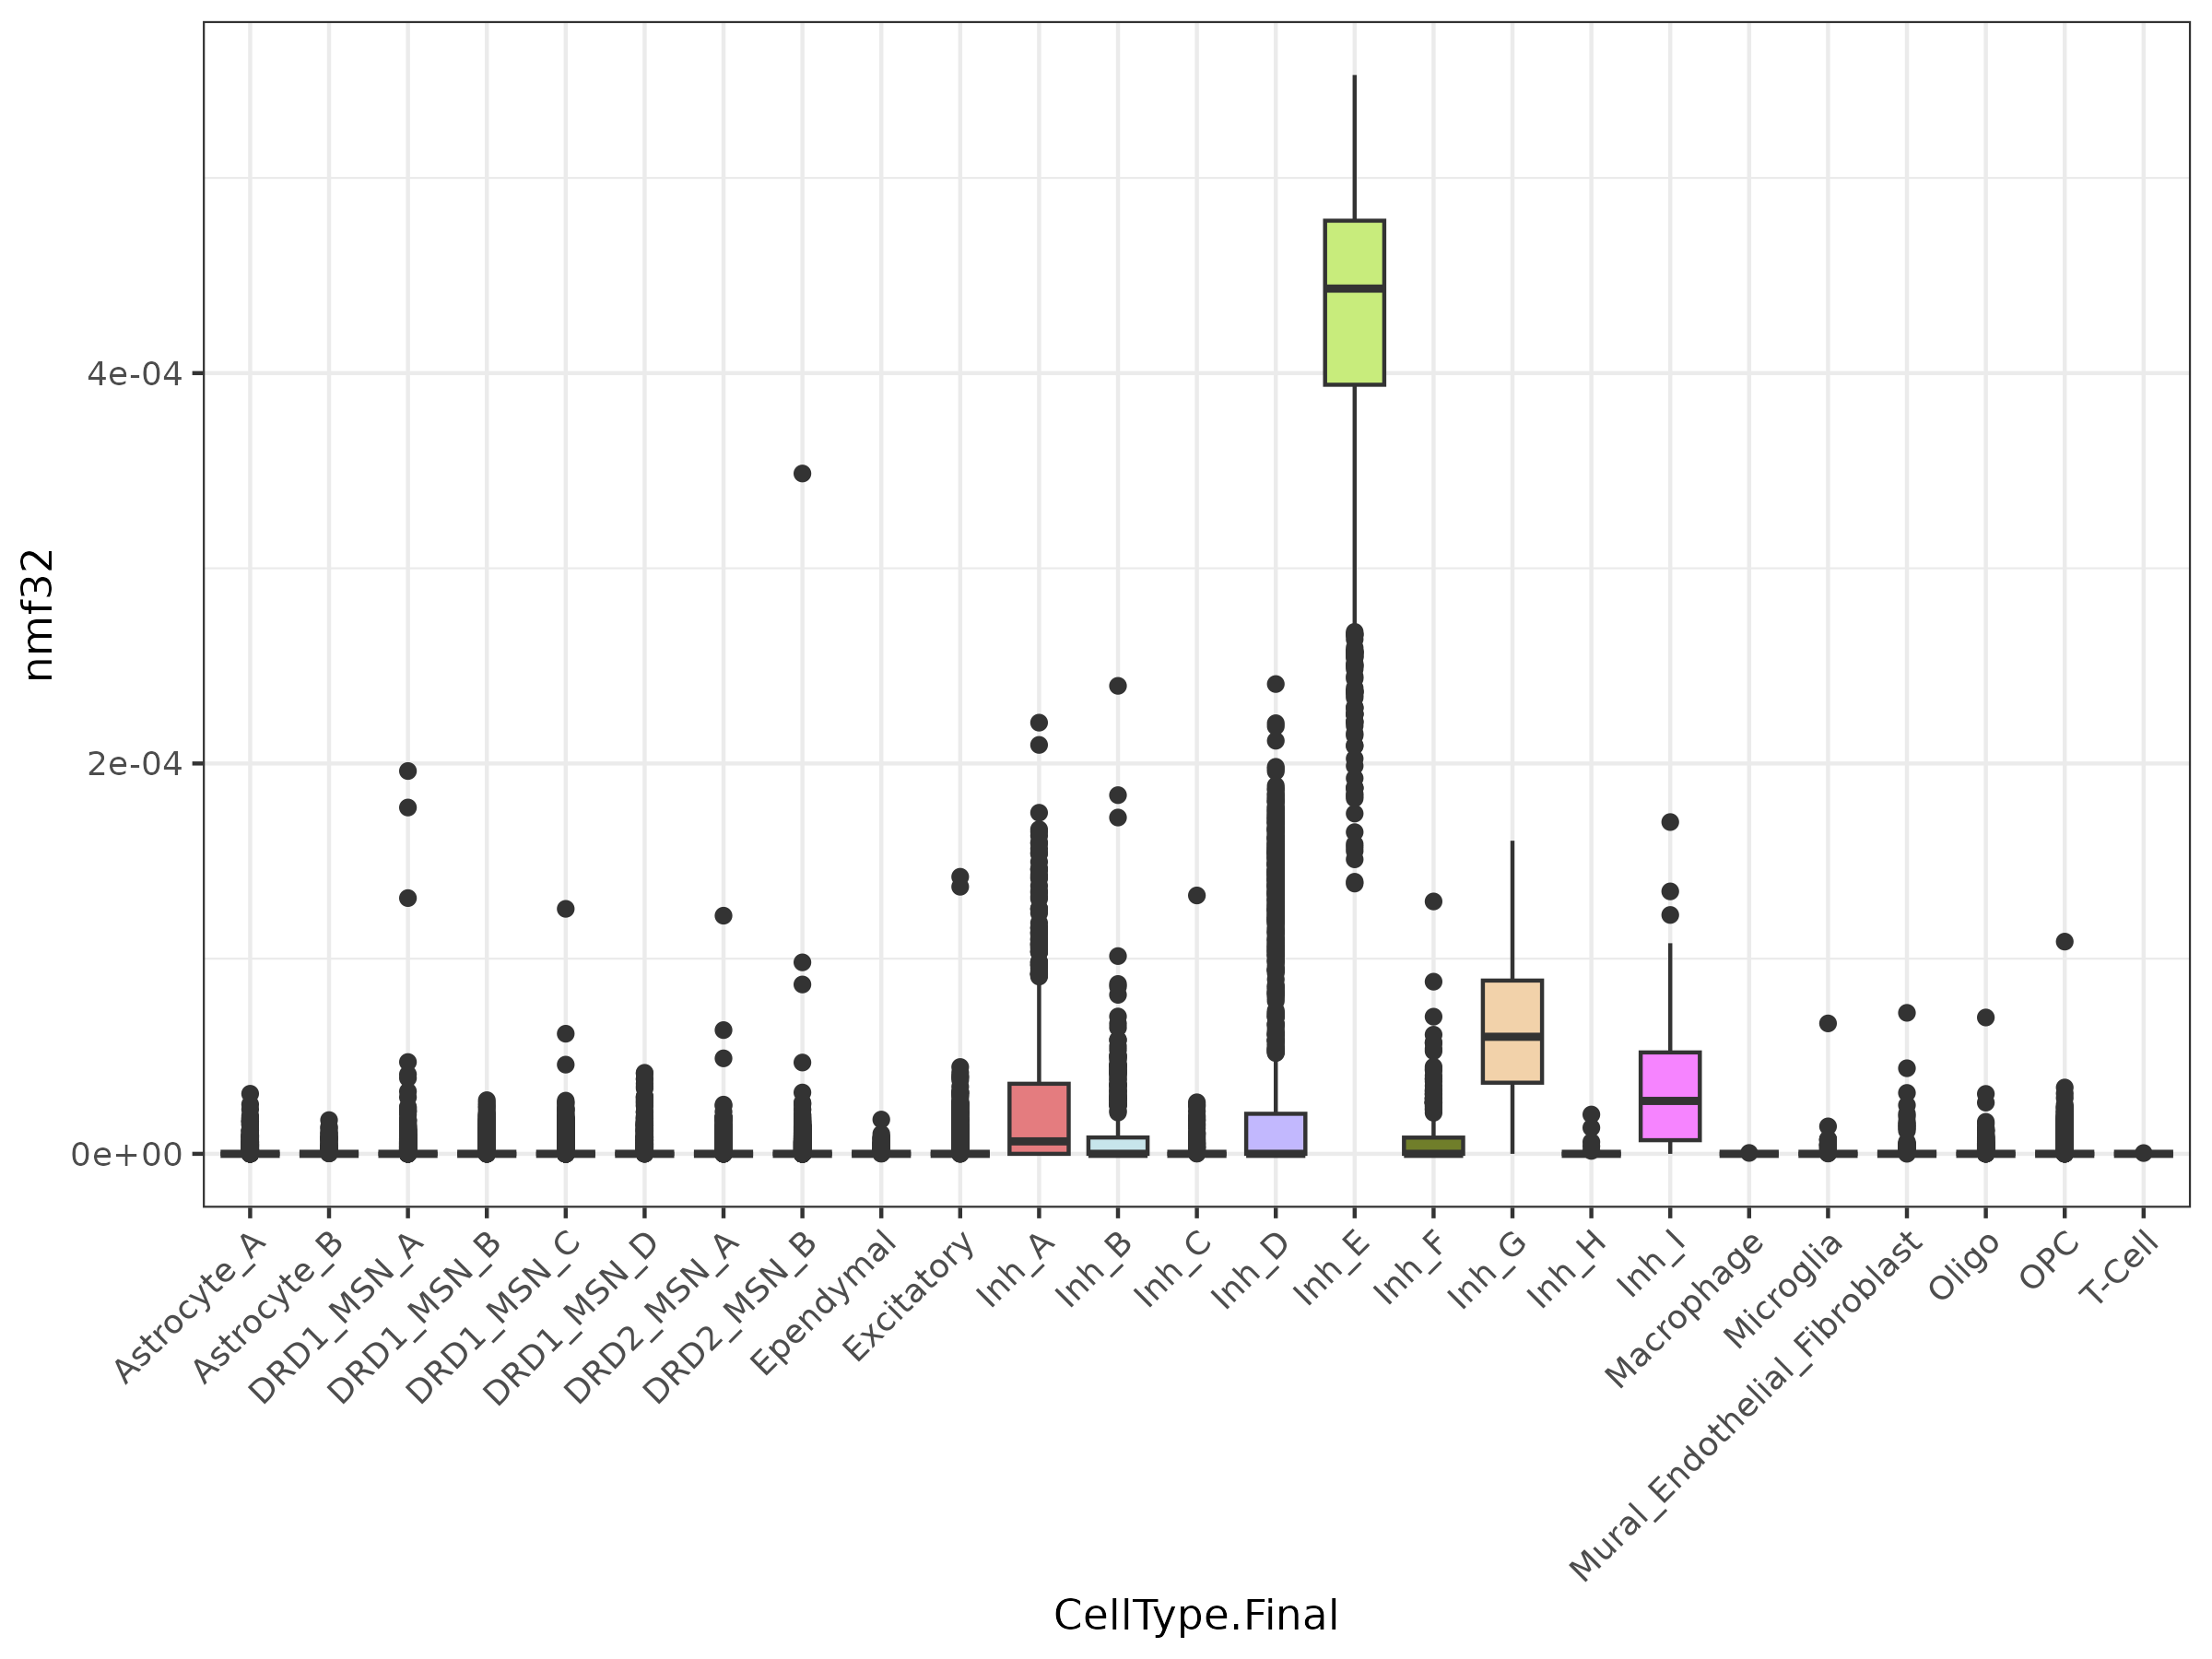 nmf32
4e-04
2e-04
0e+00
Astrocyte_A
Astrocyte_B
DRD1_MSN_A
DRD1_MSN_B
DRD1_MSN_C
DRD1_MSN_D
DRD2_MSN_A
DRD2_MSN_B
Ependymal
Excitatory
Inh_A
Inh_B
Inh_C
Inh_D
Inh_E
Inh_F
Inh_G
Inh_H
Inh_I
Macrophage
Microglia
Mural_Endothelial_Fibroblast
Oligo
OPC
T-Cell
CellType.Final